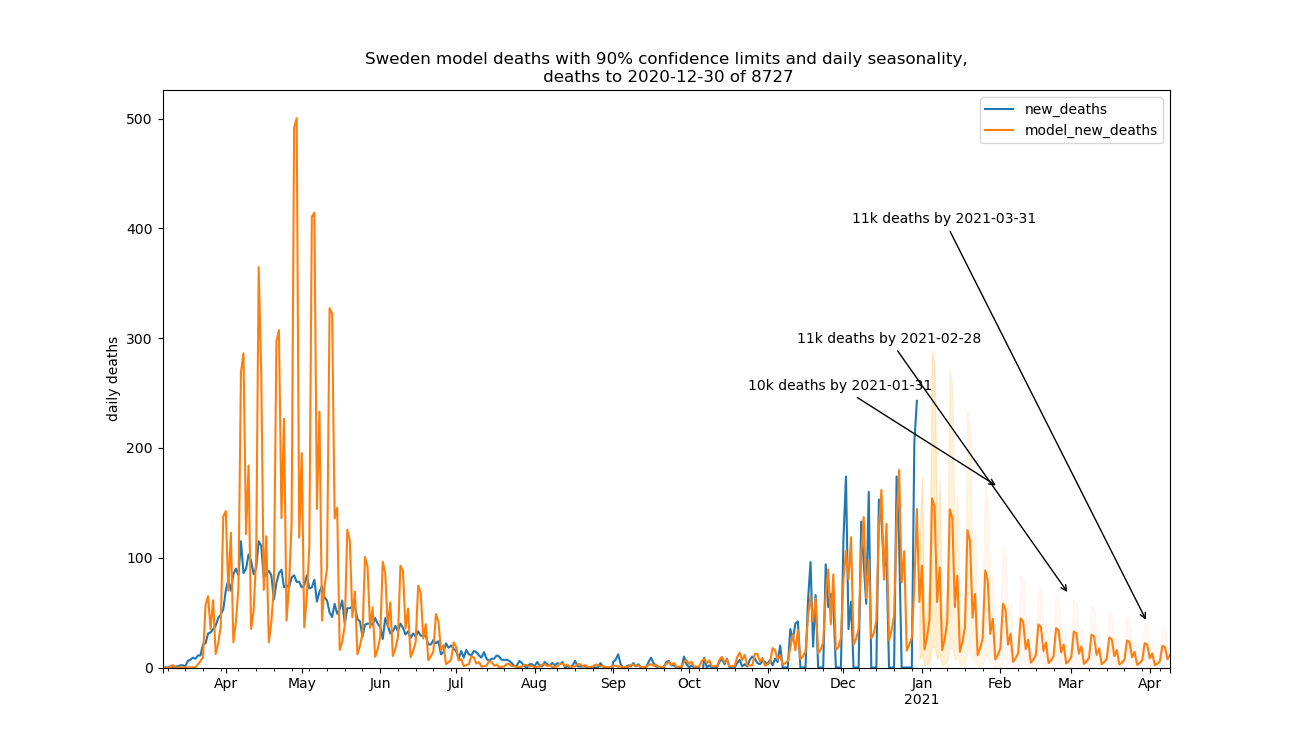 Sweden model deaths with 90% confidence limits and daily seasonality,
deaths to 2020-12-30 of 8727
new_deaths
model_new_deaths
500
400
300
200
100
0
daily deaths
11k deaths by 2021-03-31
11k deaths by 2021-02-28
10k deaths by 2021-01-31
Apr May Jun Jul Aug Sep Oct Nov Dec Jan Feb Mar Apr
2021